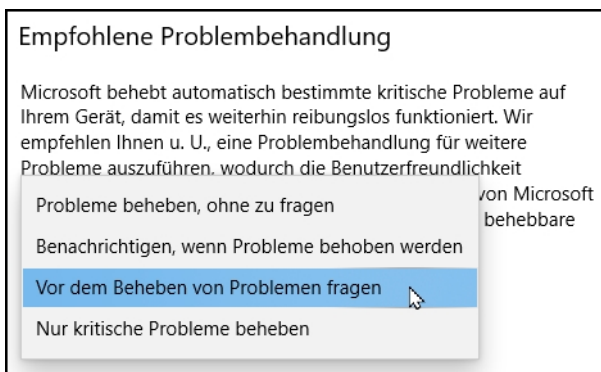 Empfohlene Problembehandlung
Microsoft behebt automatisch bestimmte kritische Probleme auf
Ihrem Gerät, damit es weiterhin reibungslos funktioniert. Wir
empfehlen Ihnen u. U., eine Problembehandlung für weitere
Probleme auszuführen, wodurch die Benutzerfreundlichkeit
von Microsoft
Probleme beheben, ohne zu fragen
behebbare
Benachrichtigen, wenn Probleme behoben werden
Vor dem Beheben von Problemen fragen
Nur kritische Probleme beheben